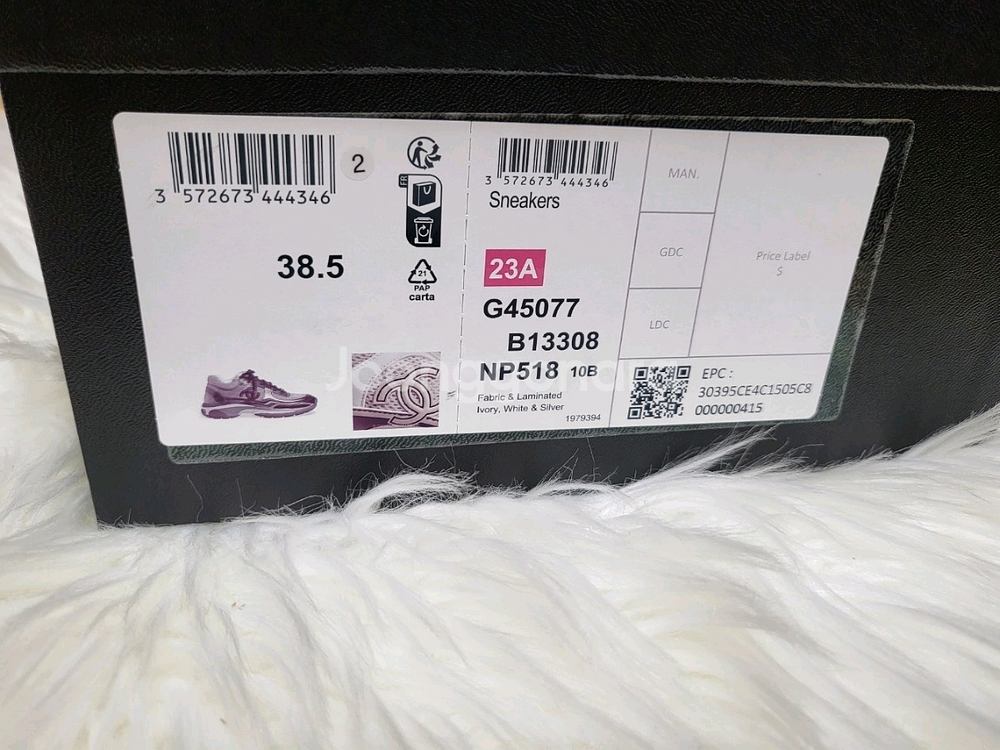 3 572673 444346
2
FR
38.5
21
PAP
carta
3 572673 444346
Sneakers
23A
G45077
B13308
NP518 10B
Fabric & Laminated
Ivory, White & Silver
1979394
MAN.
GDC
LDC
Price Label
$
EPC :
30395CE4C1505C8
000000415